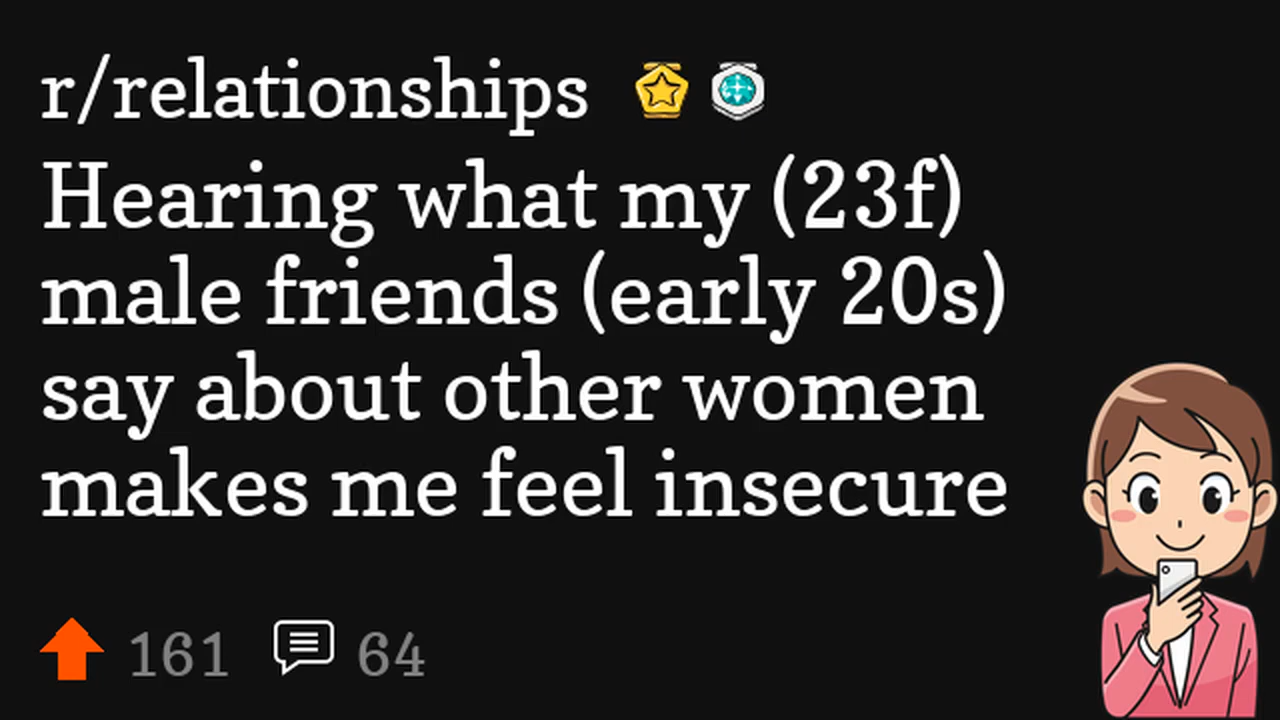 r/relationships
Hearing what my (23f)
male friends (early 20s)
say about other women
makes me feel insecure
161 64